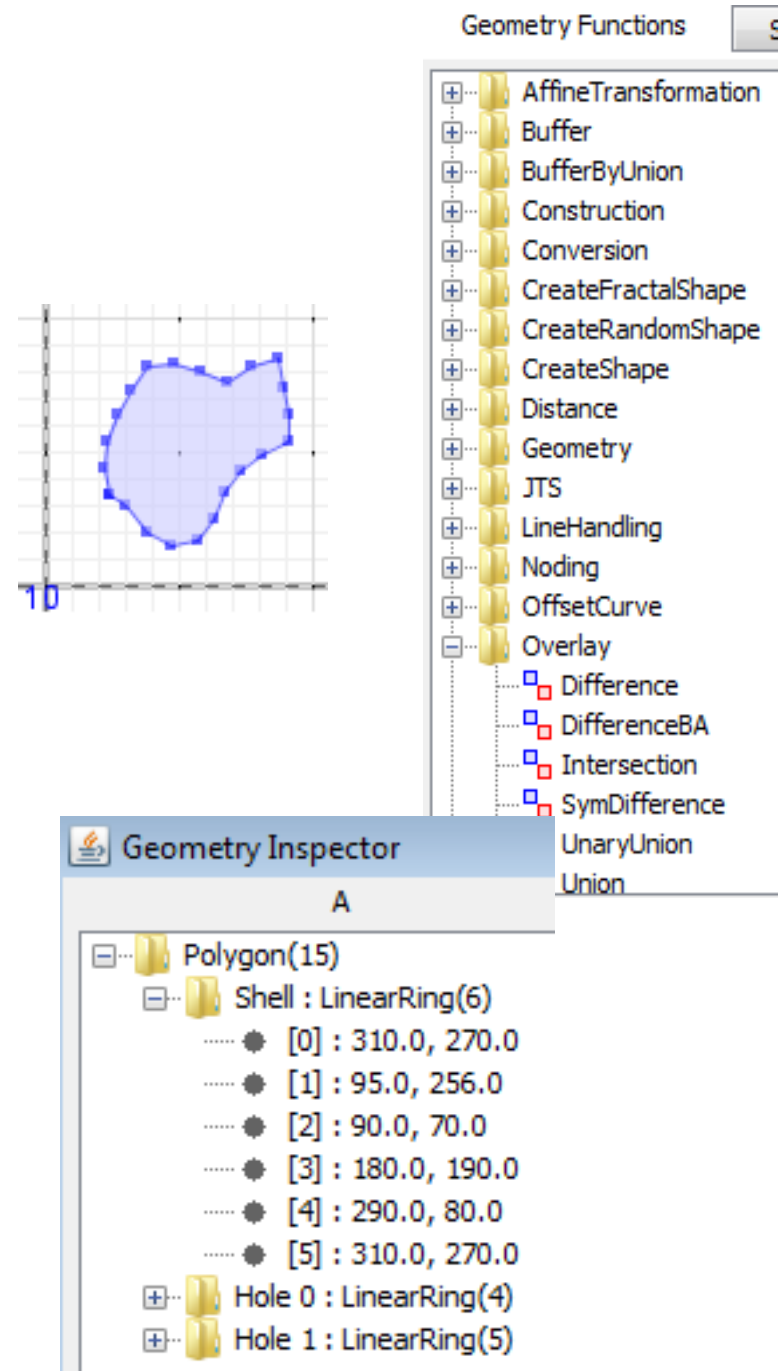 Geometry Functions
AffineTransformation
Buffer
BufferByUnion
Construction
Conversion
CreateFractalShape
CreateRandomShape
CreateShape
Distance
Geometry
JTS
LineHandling
Noding
OffsetCurve
Overlay
Difference
DifferenceBA
Intersection
SymDifference
UnaryUnion
Union
10
Geometry Inspector
A
Polygon(15)
Shell : LinearRing(6)
[0] : 310.0, 270.0
[1] : 95.0, 256.0
[2] : 90.0, 70.0
[3] : 180.0, 190.0
[4] : 290.0, 80.0
[5] : 310.0, 270.0
Hole 0 : LinearRing(4)
Hole 1 : LinearRing(5)